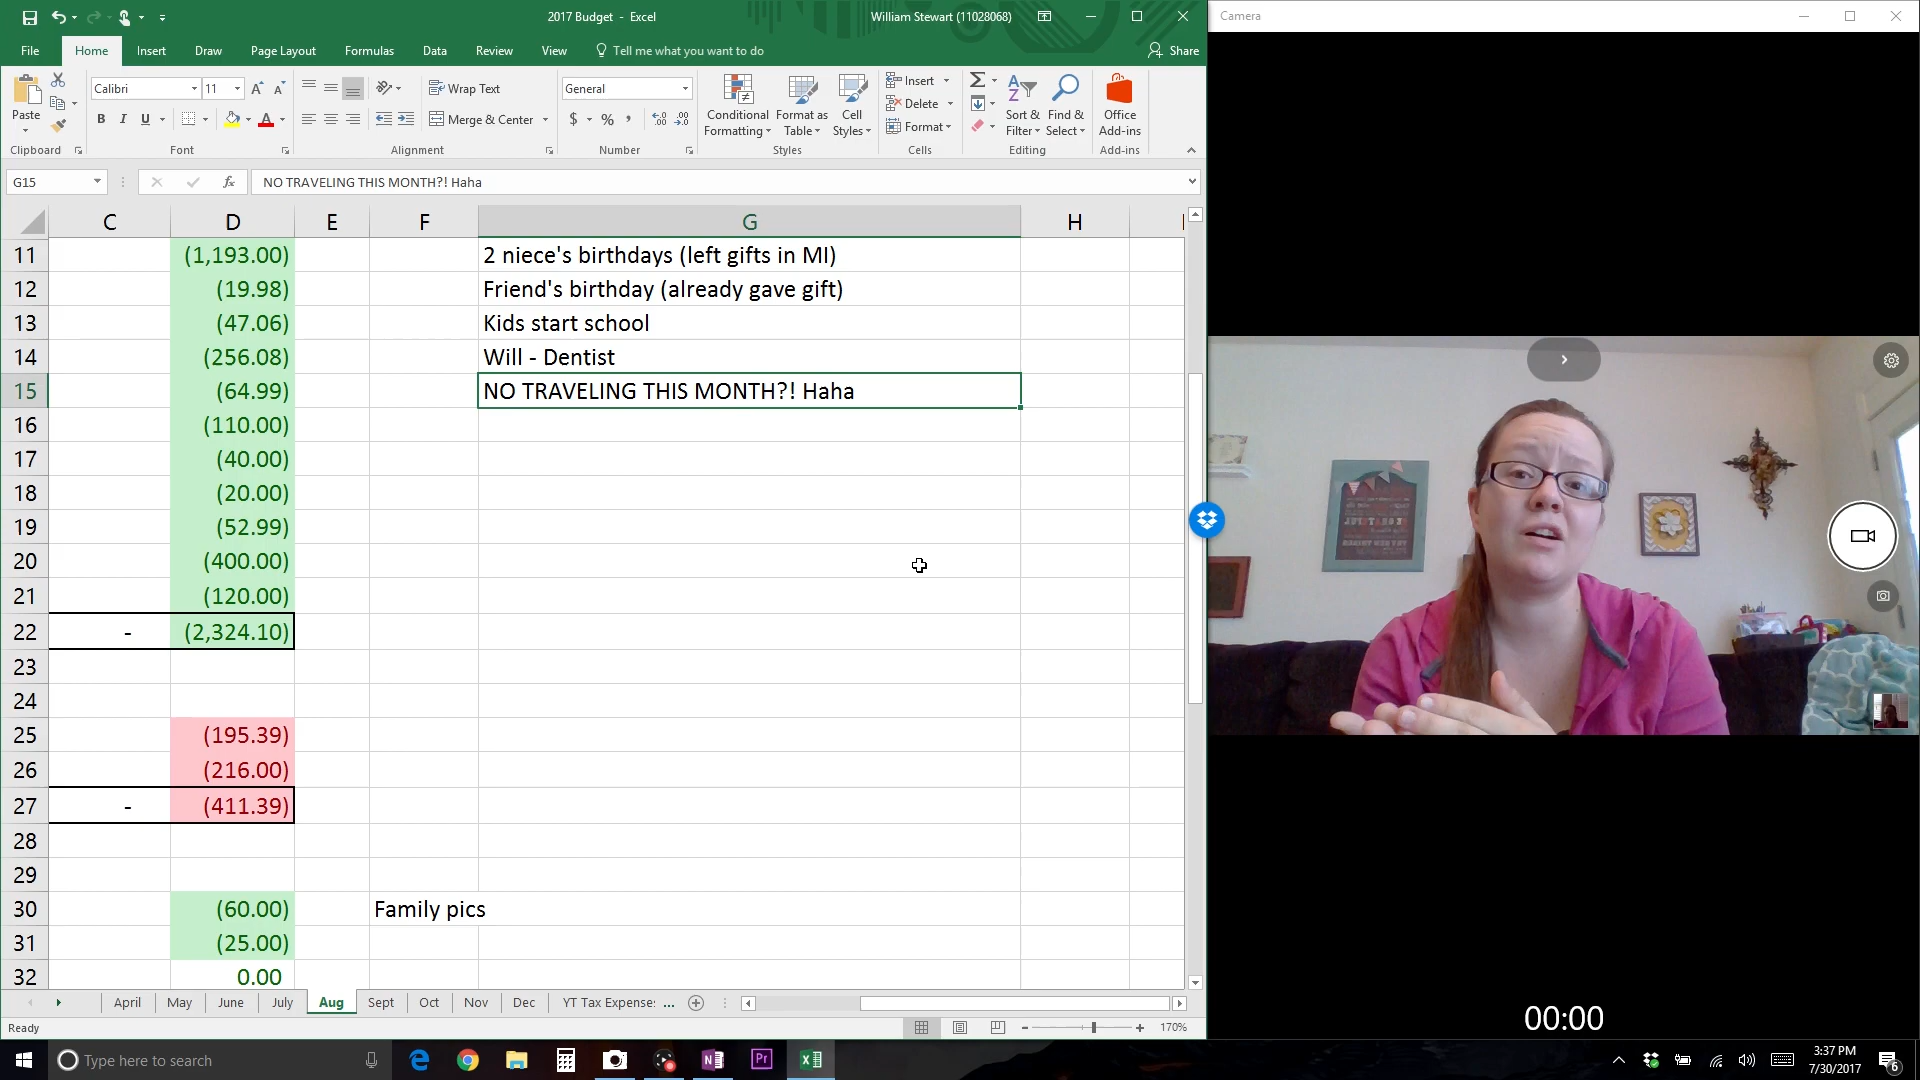 2017 Budget - Excel
William Stewart (11028068)
File Home Insert Draw Page Layout Formulas Data Review View Tell me what you want to do Share
Paste
Clipboard
Calibri 11
B I U
Font
Wrap Text
Merge & Center
Alignment
General
$ % ,
Number
Conditional Formatting
Format as Table
Cell Styles
Styles
Insert
Delete
Format
Cells
Sort & Filter
Find & Select
Editing
Office Add-ins
Add-ins
G15 fx NO TRAVELING THIS MONTH?! Haha
C D E F G H
11 (1,193.00) 2 niece's birthdays (left gifts in MI)
12 (19.98) Friend's birthday (already gave gift)
13 (47.06) Kids start school
14 (256.08) Will - Dentist
15 (64.99) NO TRAVELING THIS MONTH?! Haha
16 (110.00)
17 (40.00)
18 (20.00)
19 (52.99)
20 (400.00)
21 (120.00)
22 - (2,324.10)
23
24
25 (195.39)
26 (216.00)
27 - (411.39)
28
29
30 (60.00) Family pics
31 (25.00)
32 0.00
April May June July Aug Sept Oct Nov Dec YT Tax Expense: ...
Ready
170%
Camera
00:00
Type here to search
3:37 PM
7/30/2017
6